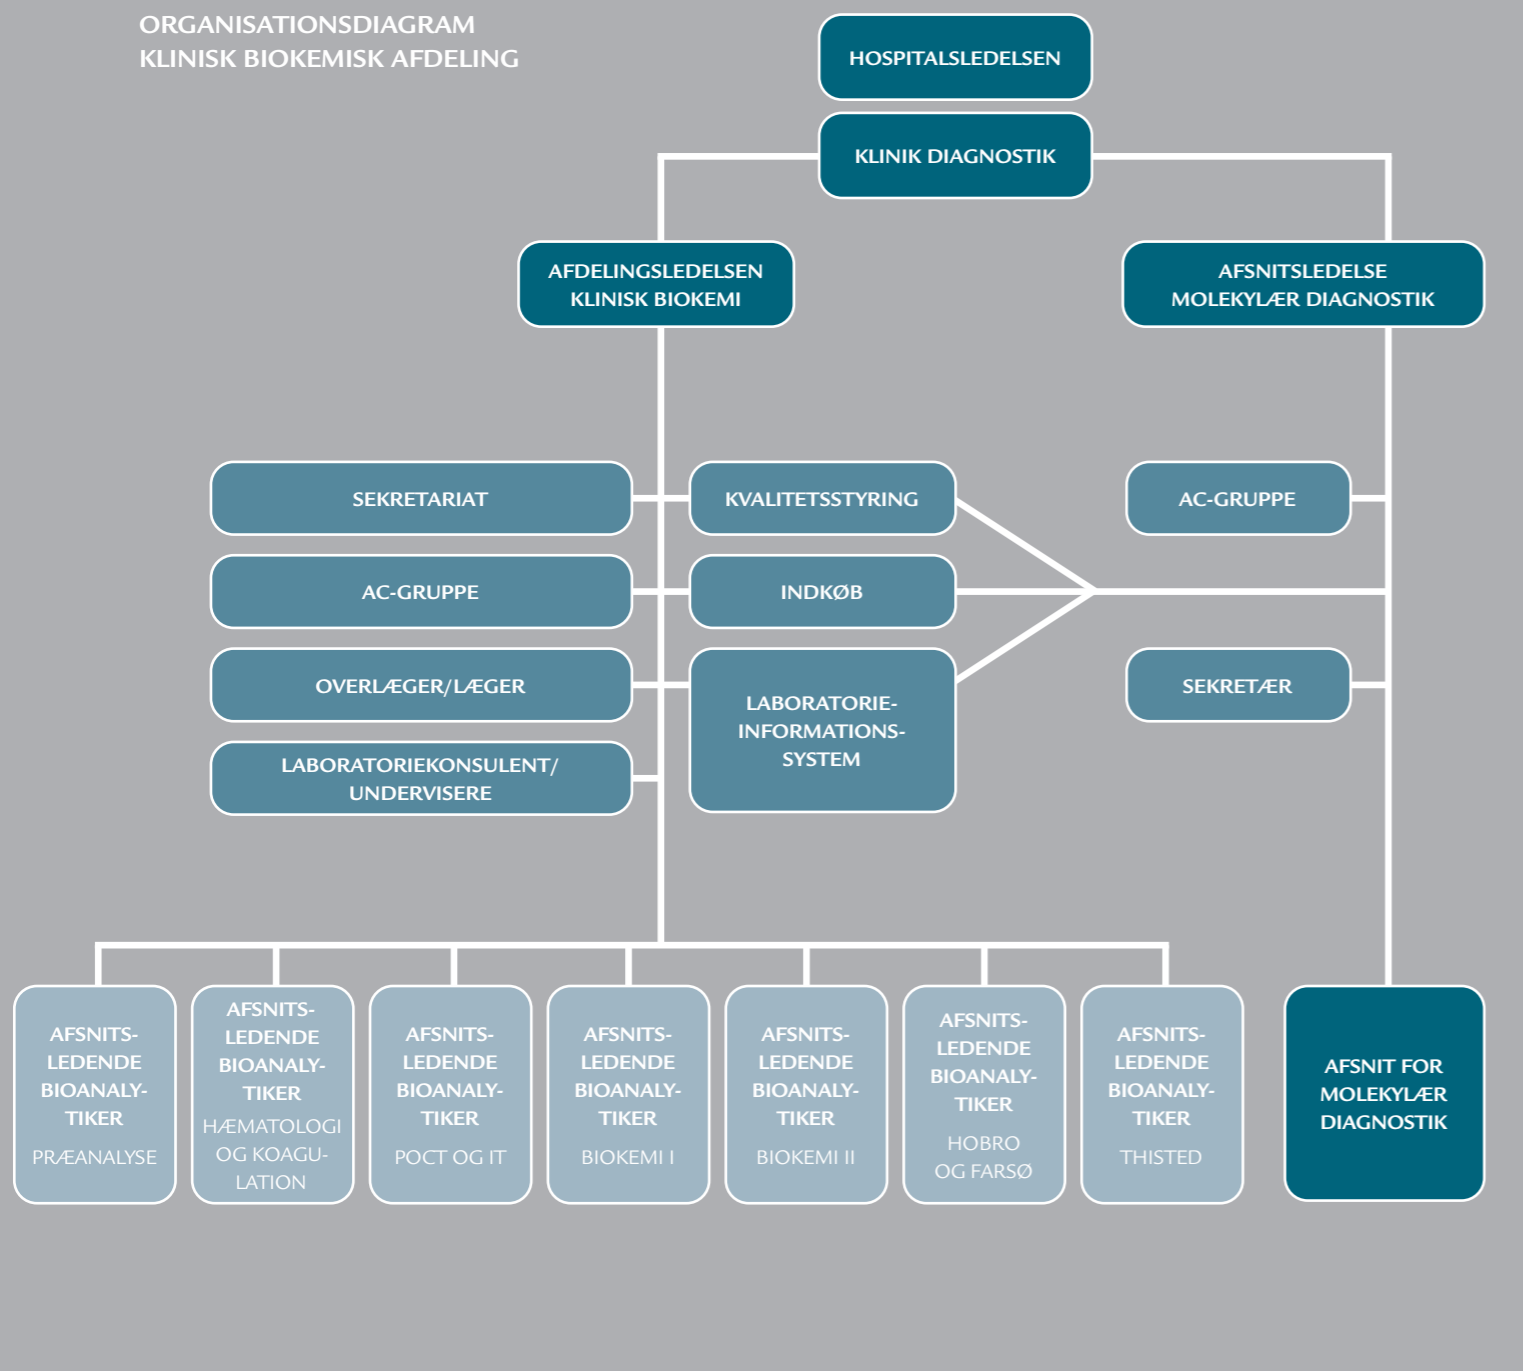 ORGANISATIONSDIAGRAM
KLINISK BIOKEMISK AFDELING
HOSPITALSLEDELSEN
KLINIK DIAGNOSTIK
AFDELINGSLEDELSEN
KLINISK BIOKEMI
AFSNITSLEDELSE
MOLEKYLÆR DIAGNOSTIK
SEKRETARIAT
KVALITETSSTYRING
AC-GRUPPE
AC-GRUPPE
INDKØB
OVERLÆGER/LÆGER
LABORATORIE-
INFORMATIONS-
SYSTEM
SEKRETÆR
LABORATORIEKONSULENT/
UNDERVISERE
AFSNITS-
LEDENDE
BIOANALY-
TIKER
PRÆANALYSE
AFSNITS-
LEDENDE
BIOANALY-
TIKER
HÆMATOLOGI
OG KOAGU-
LATION
AFSNITS-
LEDENDE
BIOANALY-
TIKER
POCT OG IT
AFSNITS-
LEDENDE
BIOANALY-
TIKER
BIOKEMI I
AFSNITS-
LEDENDE
BIOANALY-
TIKER
BIOKEMI II
AFSNITS-
LEDENDE
BIOANALY-
TIKER
HOBRO
OG FARSØ
AFSNITS-
LEDENDE
BIOANALY-
TIKER
THISTED
AFSNIT FOR
MOLEKYLÆR
DIAGNOSTIK